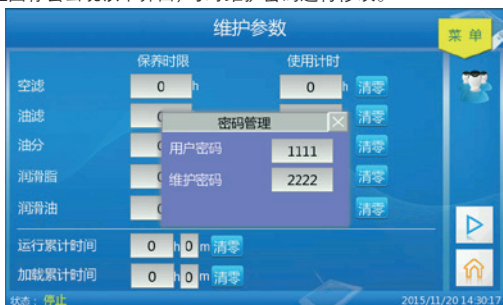 维护参数
菜 单
保养时限 使用计时
空滤 0 h 0 h 清零
油滤 清零
密码管理
油分 用户密码 1111 清零
润滑脂 维护密码 2222 清零
润滑油 清零
运行累计时间 0 h 0 m 清零
加载累计时间 0 h 0 m 清零
状态：停止 2015/11/20 14:30:17